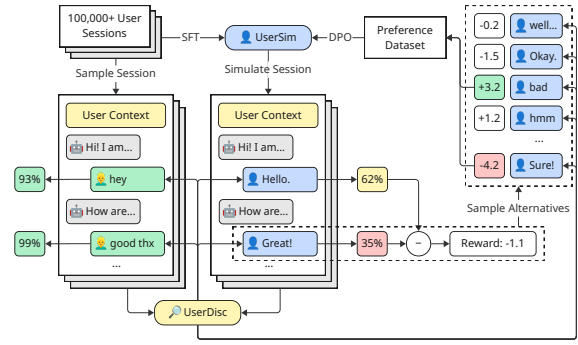 100,000+ User
Sessions
SFT
UserSim
DPO
Preference
Dataset
Sample Session
Simulate Session
User Context
Hi! I am...
93%
hey
How are...
99%
good thx
...
User Context
Hi! I am...
Hello.
62%
How are...
Great!
35%
−
Reward: -1.1
...
UserDisc
-0.2
well...
-1.5
Okay.
+3.2
bad
+1.2
hmm
...
-4.2
Sure!
Sample Alternatives